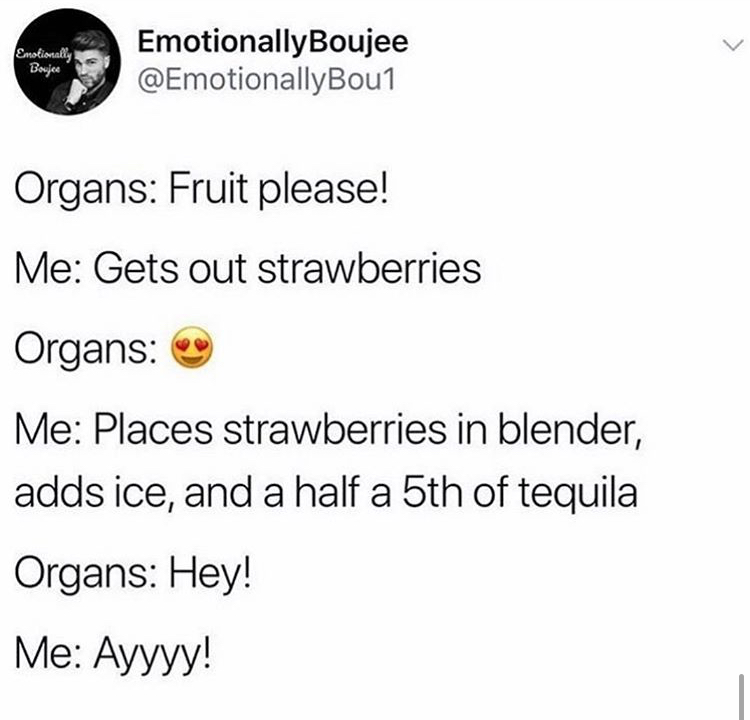 Emotionally
Boujee
EmotionallyBoujee
@EmotionallyBou1
Organs: Fruit please!
Me: Gets out strawberries
Organs: 😍
Me: Places strawberries in blender,
adds ice, and a half a 5th of tequila
Organs: Hey!
Me: Ayyyy!